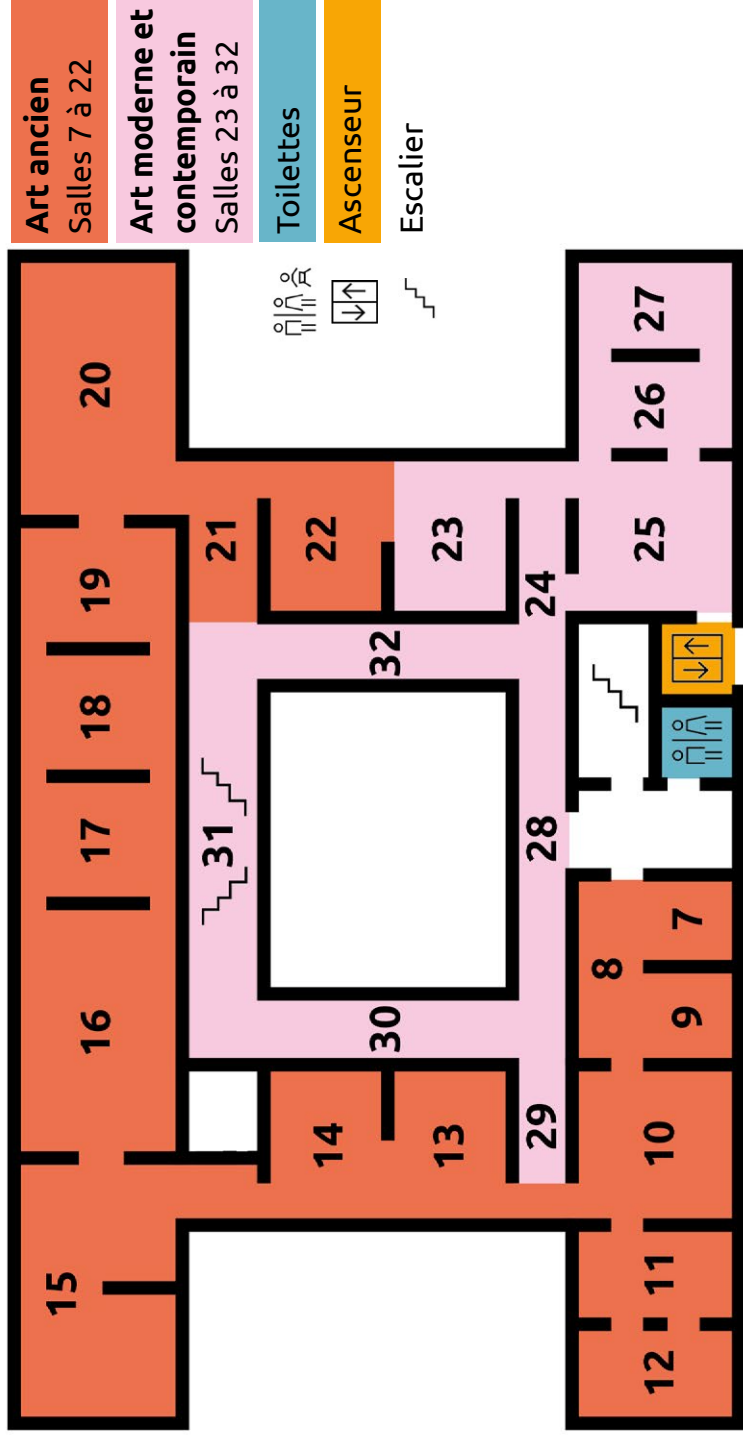 15
16 17 18 19 20
31 21
14 22
30 32
13 23
29 28 24
8
12 11 10 25 26 27
9 7
Art ancien
Salles 7 à 22
Art moderne et
contemporain
Salles 23 à 32
Toilettes
Ascenseur
Escalier